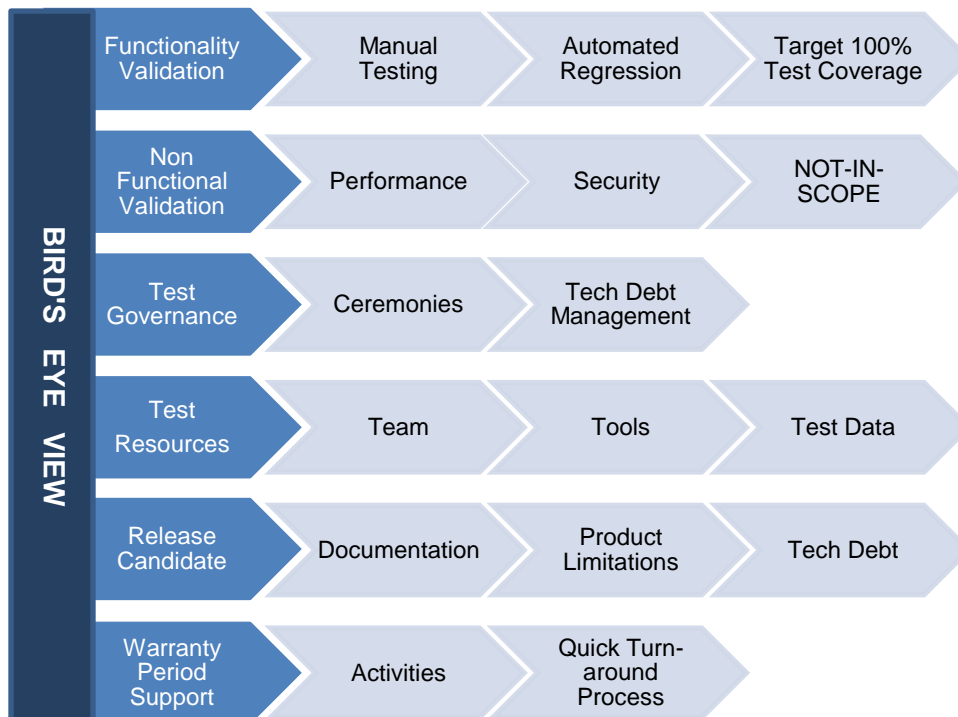 BIRD'S EYE VIEW
Functionality
Validation
Manual
Testing
Automated
Regression
Target 100%
Test Coverage
Non
Functional
Validation
Performance
Security
NOT-IN-
SCOPE
Test
Governance
Ceremonies
Tech Debt
Management
Test
Resources
Team
Tools
Test Data
Release
Candidate
Documentation
Product
Limitations
Tech Debt
Warranty
Period
Support
Activities
Quick Turn-
around
Process